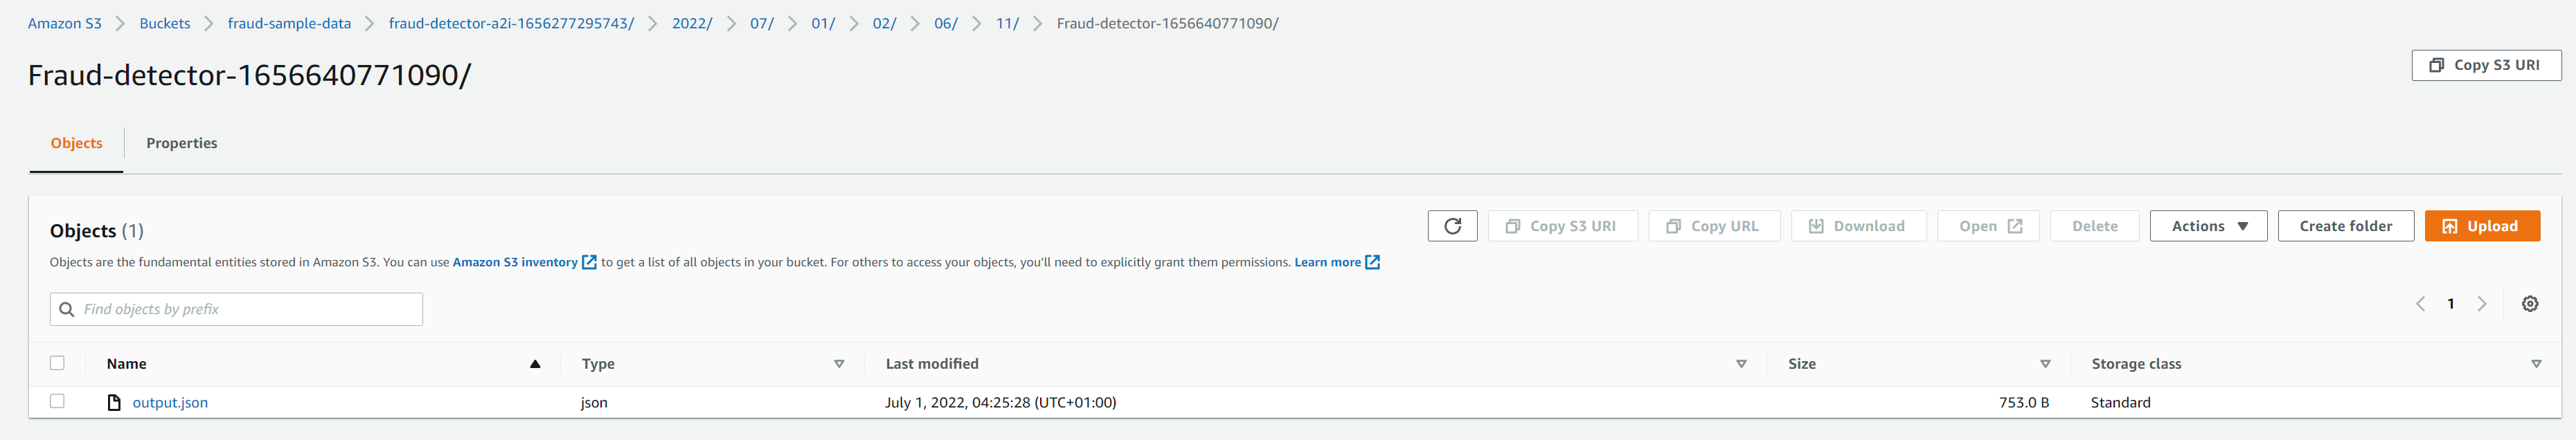 Amazon S3 > Buckets > fraud-sample-data > fraud-detector-a2i-1656277295743/ > 2022/ > 07/ > 01/ > 02/ > 06/ > 11/ > Fraud-detector-1656640771090/
Fraud-detector-1656640771090/
Copy S3 URI
Objects Properties
Objects (1)
Copy S3 URI Copy URL Download Open Delete Actions Create folder Upload
Objects are the fundamental entities stored in Amazon S3. You can use Amazon S3 inventory to get a list of all objects in your bucket. For others to access your objects, you'll need to explicitly grant them permissions. Learn more
Find objects by prefix
1
Name Type Last modified Size Storage class
output.json json July 1, 2022, 04:25:28 (UTC+01:00) 753.0 B Standard